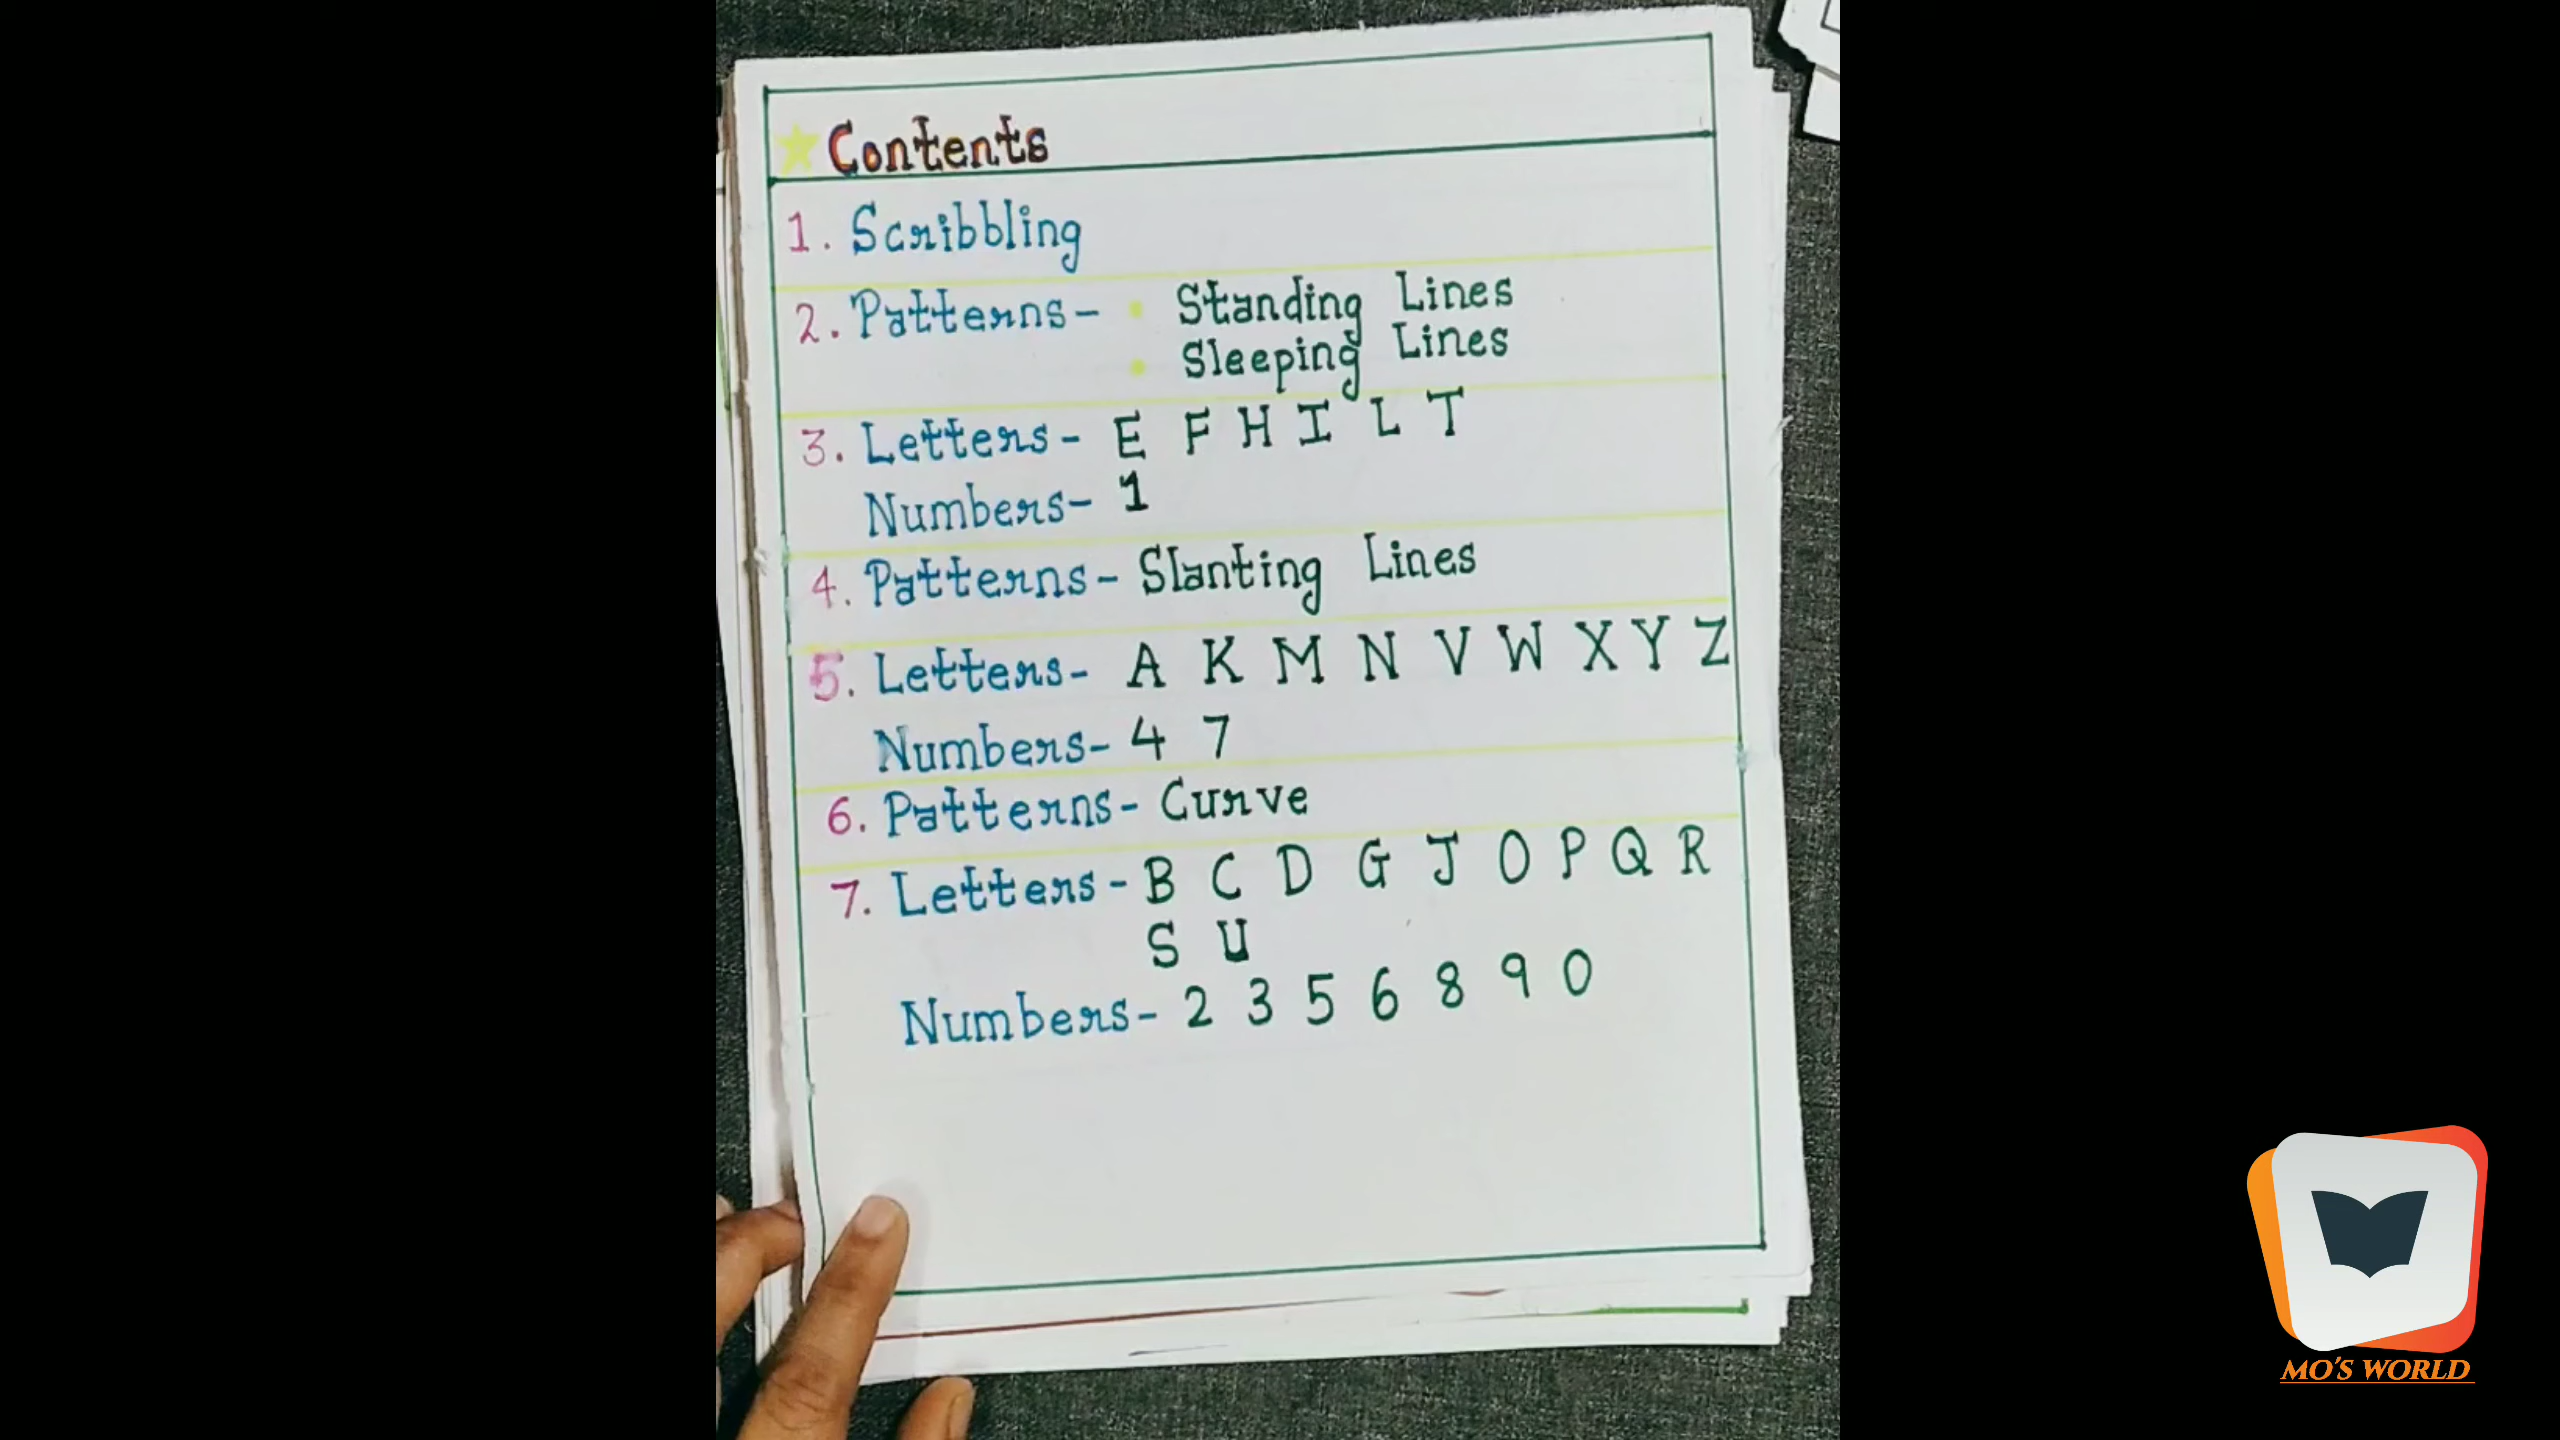 Contents
1. Scribbling
2. Patterns - • Standing Lines
• Sleeping Lines
3. Letters - E F H I L T
Numbers - 1
4. Patterns - Slanting Lines
5. Letters - A K M N V W X Y Z
Numbers - 4 7
6. Patterns - Curve
7. Letters - B C D G J O P Q R
S U
Numbers - 2 3 5 6 8 9 0
MO'S WORLD